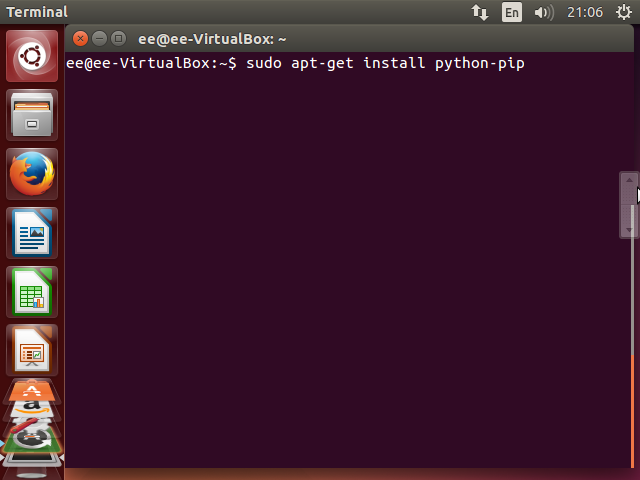 Terminal
En
21:06
ee@ee-VirtualBox: ~
ee@ee-VirtualBox:~$ sudo apt-get install python-pip
a